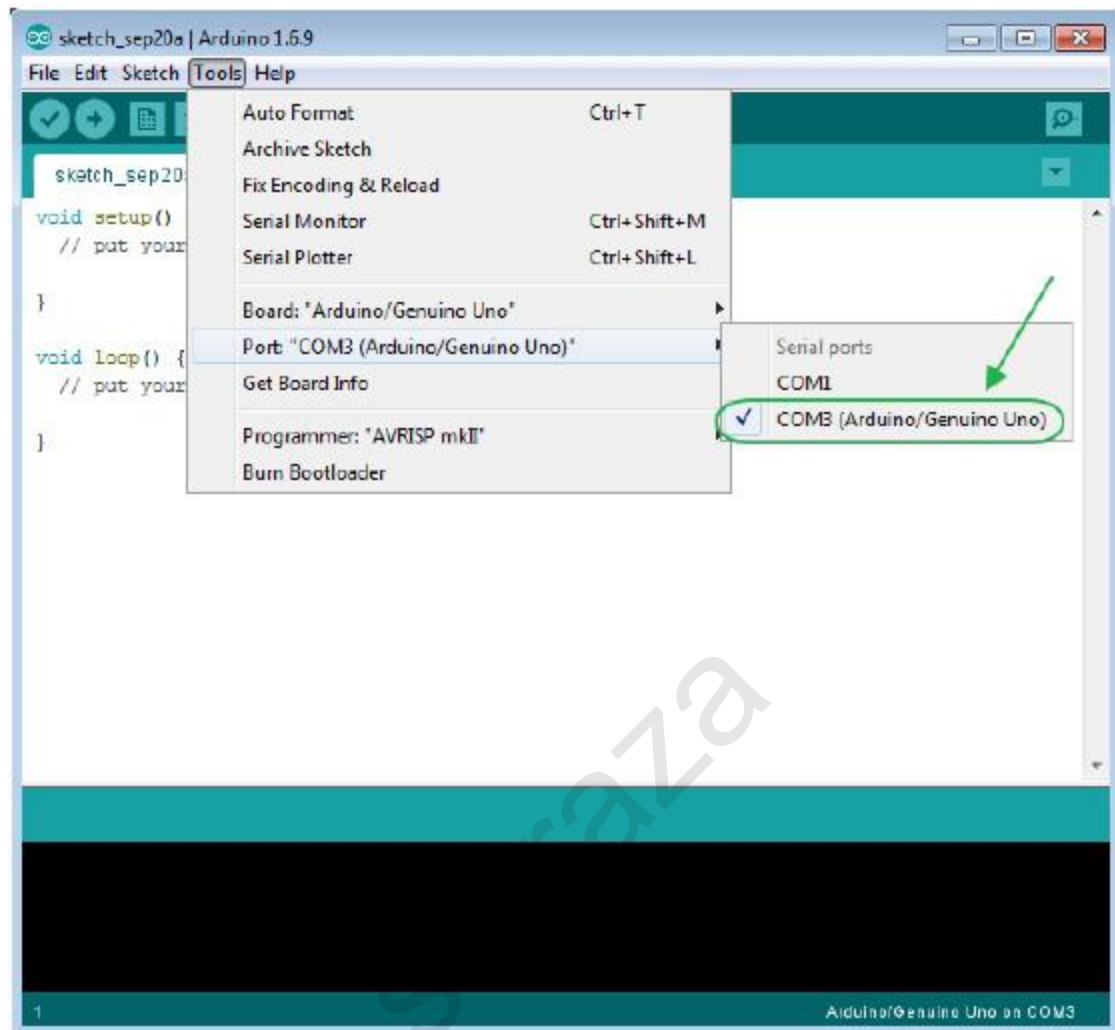 sketch_sep20a | Arduino 1.6.9
File Edit Sketch Tools Help
Auto Format Ctrl+T
Archive Sketch
sketch_sep20
Fix Encoding & Reload
void setup()
Serial Monitor Ctrl+Shift+M
// put your
Serial Plotter Ctrl+Shift+L
}
Board: "Arduino/Genuino Uno"
Port: "COM3 (Arduino/Genuino Uno)"
Serial ports
void loop() {
Get Board Info
COM1
// put your
COM3 (Arduino/Genuino Uno)
}
Programmer: "AVRISP mkII"
Burn Bootloader
raza
1 Arduino/Genuino Uno on COM3